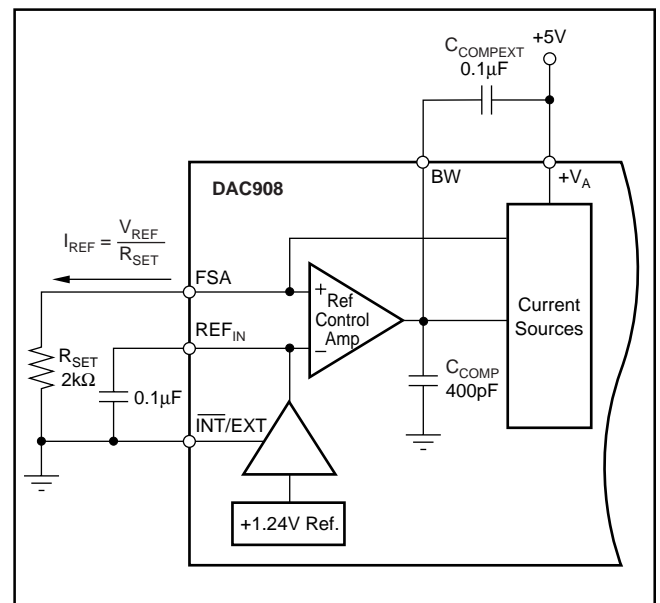 +5V
C_COMPEXT
0.1µF
BW
+V_A
DAC908
I_REF = V_REF / R_SET
FSA
+
Ref
Control
Amp
–
Current
Sources
REF_IN
R_SET
2kΩ
0.1µF
C_COMP
400pF
I̅N̅T̅/EXT
+1.24V Ref.